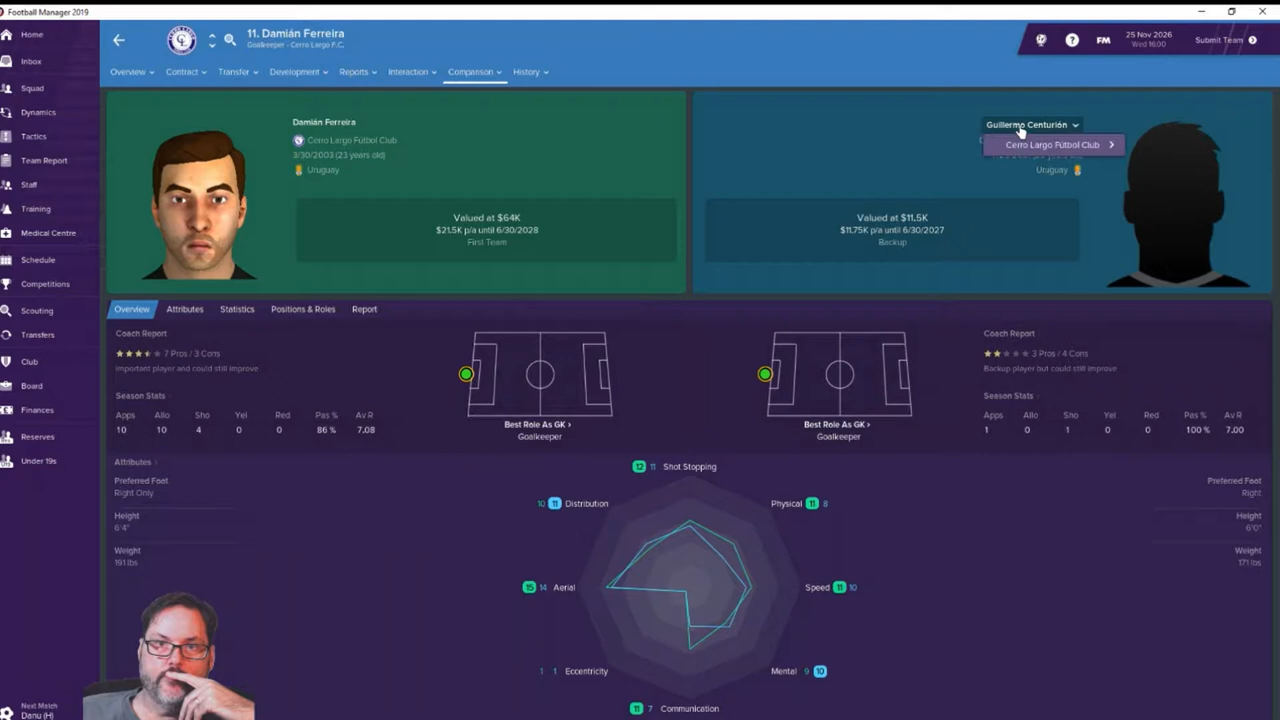 Football Manager 2019
Home
Inbox
Squad
Dynamics
Tactics
Team Report
Staff
Training
Medical Centre
Schedule
Competitions
Scouting
Transfers
Club
Board
Finances
Reserves
Under 19s
Next Match
Danu (H)
11. Damián Ferreira
Goalkeeper - Cerro Largo F.C.
FM
25 Nov 2026
Wed 16:00
Submit Team
Overview
Contract
Transfer
Development
Reports
Interaction
Comparison
History
Damián Ferreira
Cerro Largo Fútbol Club
3/30/2003 (23 years old)
Uruguay
Valued at $64K
$21.5K p/a until 6/30/2028
First Team
Guillermo Centurión
Cerro Largo Fútbol Club
Uruguay
Valued at $11.5K
$11.75K p/a until 6/30/2027
Backup
Overview
Attributes
Statistics
Positions & Roles
Report
Coach Report
7 Pros / 3 Cons
Important player and could still improve
Season Stats
Apps Allo Sho Yel Red Pas % Av R
10 10 4 0 0 86 % 7.08
Best Role As GK ›
Goalkeeper
Best Role As GK ›
Goalkeeper
Coach Report
3 Pros / 4 Cons
Backup player but could still improve
Season Stats
Apps Allo Sho Yel Red Pas % Av R
1 0 1 0 0 100 % 7.00
Attributes ›
Preferred Foot
Right Only
Height
6'4"
Weight
191 lbs
12 11 Shot Stopping
10 11 Distribution
Physical 11 8
15 14 Aerial
Speed 11 10
1 1 Eccentricity
Mental 9 10
11 7 Communication
Preferred Foot
Right
Height
6'0"
Weight
171 lbs